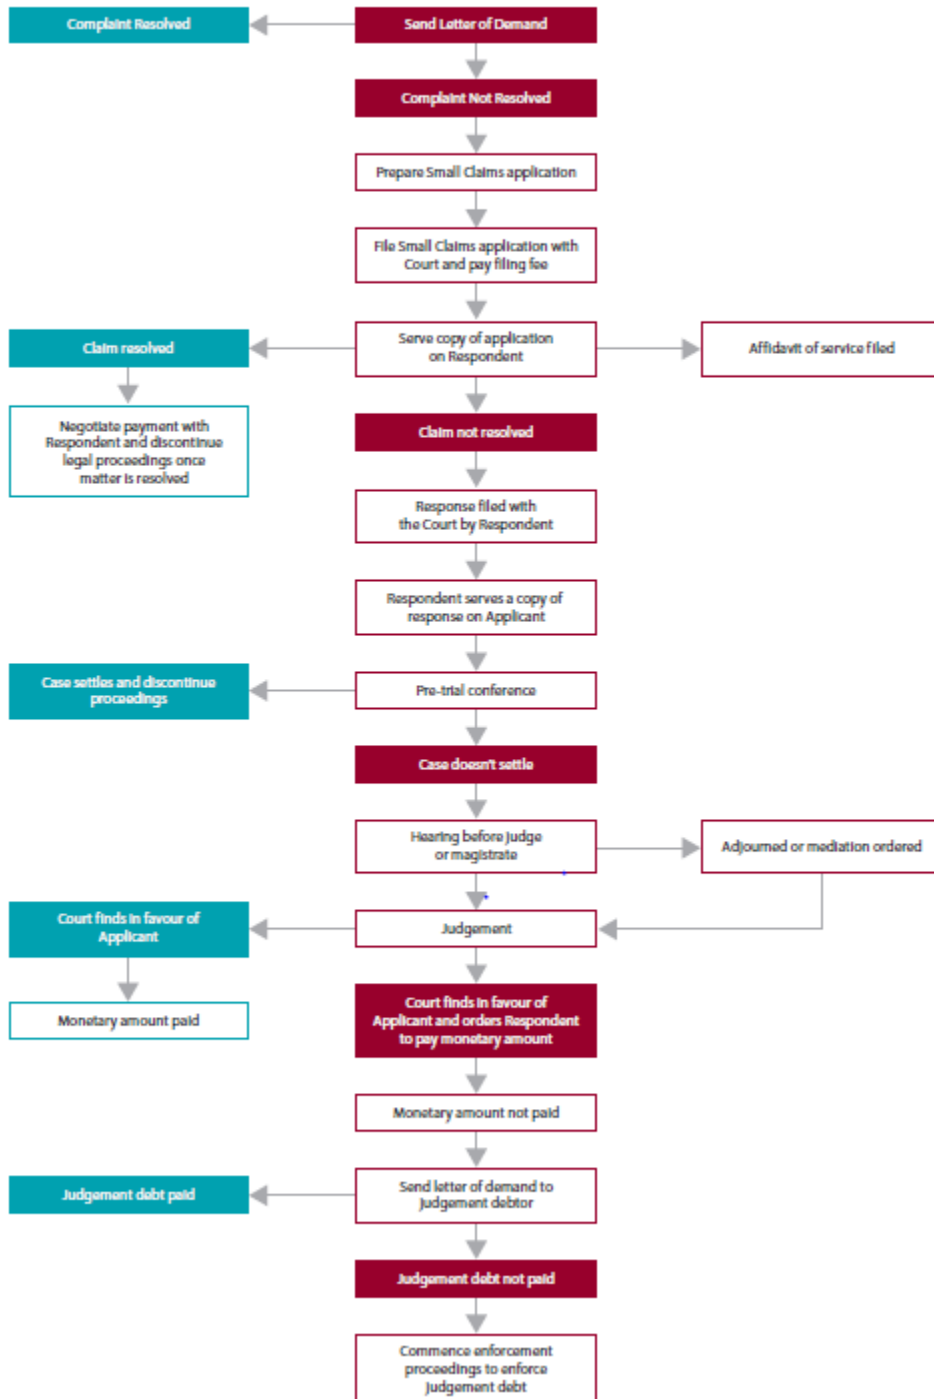 Complaint Resolved
Send Letter of Demand
Complaint Not Resolved
Prepare Small Claims application
File Small Claims application with
Court and pay filing fee
Claim resolved
Serve copy of application
on Respondent
Affidavit of service filed
Negotiate payment with
Respondent and discontinue
legal proceedings once
matter is resolved
Claim not resolved
Response filed with
the Court by Respondent
Respondent serves a copy of
response on Applicant
Case settles and discontinue
proceedings
Pre-trial conference
Case doesn't settle
Hearing before judge
or magistrate
Adjourned or mediation ordered
Court finds in favour of
Applicant
Judgement
Monetary amount paid
Court finds in favour of
Applicant and orders Respondent
to pay monetary amount
Monetary amount not paid
Judgement debt paid
Send letter of demand to
Judgement debtor
Judgement debt not paid
Commence enforcement
proceedings to enforce
Judgement debt